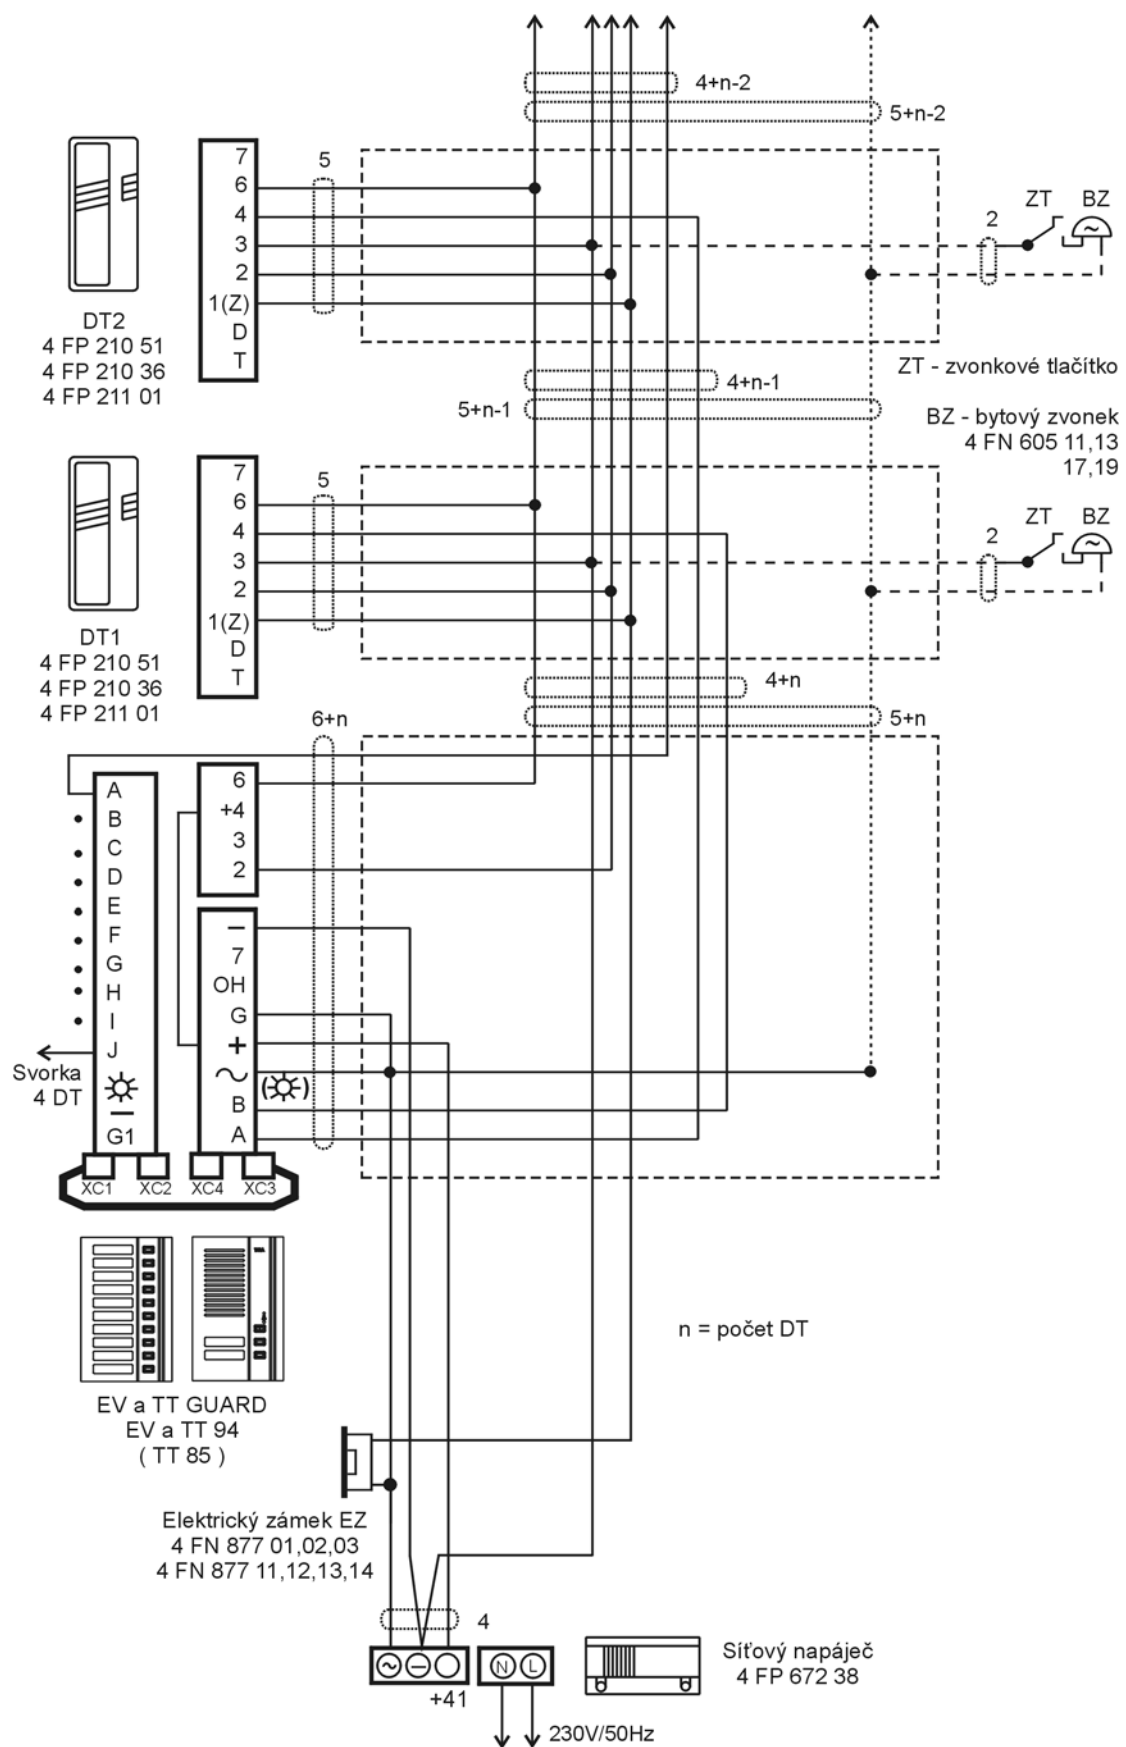 4+n-2
5+n-2
7
6
4
3
2
1(Z)
D
T
5
ZT BZ
2
DT2
4 FP 210 51
4 FP 210 36
4 FP 211 01
ZT - zvonkové tlačítko
4+n-1
5+n-1
BZ - bytový zvonek
4 FN 605 11,13
17,19
7
6
4
3
2
1(Z)
D
T
5
ZT BZ
2
DT1
4 FP 210 51
4 FP 210 36
4 FP 211 01
4+n
5+n
6+n
A
B
C
D
E
F
G
H
I
J
G1
Svorka
4 DT
6
+4
3
2
−
7
OH
G
+
~
B
A
XC1 XC2 XC4 XC3
EV a TT GUARD
EV a TT 94
( TT 85 )
n = počet DT
Elektrický zámek EZ
4 FN 877 01,02,03
4 FN 877 11,12,13,14
4
~ − N L
+41
Síťový napáječ
4 FP 672 38
230V/50Hz